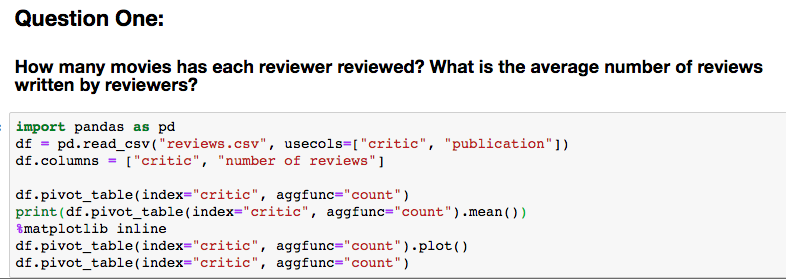 Question One:
How many movies has each reviewer reviewed? What is the average number of reviews
written by reviewers?
import pandas as pd
df = pd.read_csv("reviews.csv", usecols=["critic", "publication"])
df.columns = ["critic", "number of reviews"]
df.pivot_table(index="critic", aggfunc="count")
print(df.pivot_table(index="critic", aggfunc="count").mean())
%matplotlib inline
df.pivot_table(index="critic", aggfunc="count").plot()
df.pivot_table(index="critic", aggfunc="count")